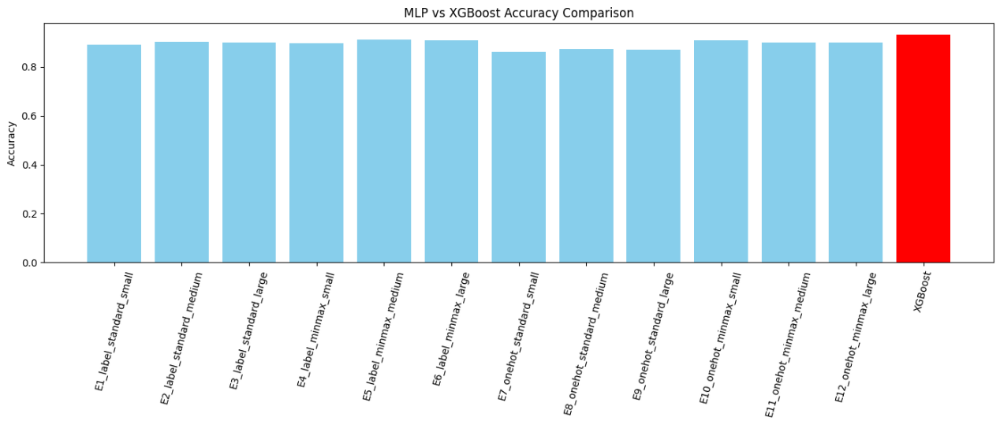 MLP vs XGBoost Accuracy Comparison
Accuracy
0.8
0.6
0.4
0.2
0.0
E1_label_standard_small
E2_label_standard_medium
E3_label_standard_large
E4_label_minmax_small
E5_label_minmax_medium
E6_label_minmax_large
E7_onehot_standard_small
E8_onehot_standard_medium
E9_onehot_standard_large
E10_onehot_minmax_small
E11_onehot_minmax_medium
E12_onehot_minmax_large
XGBoost